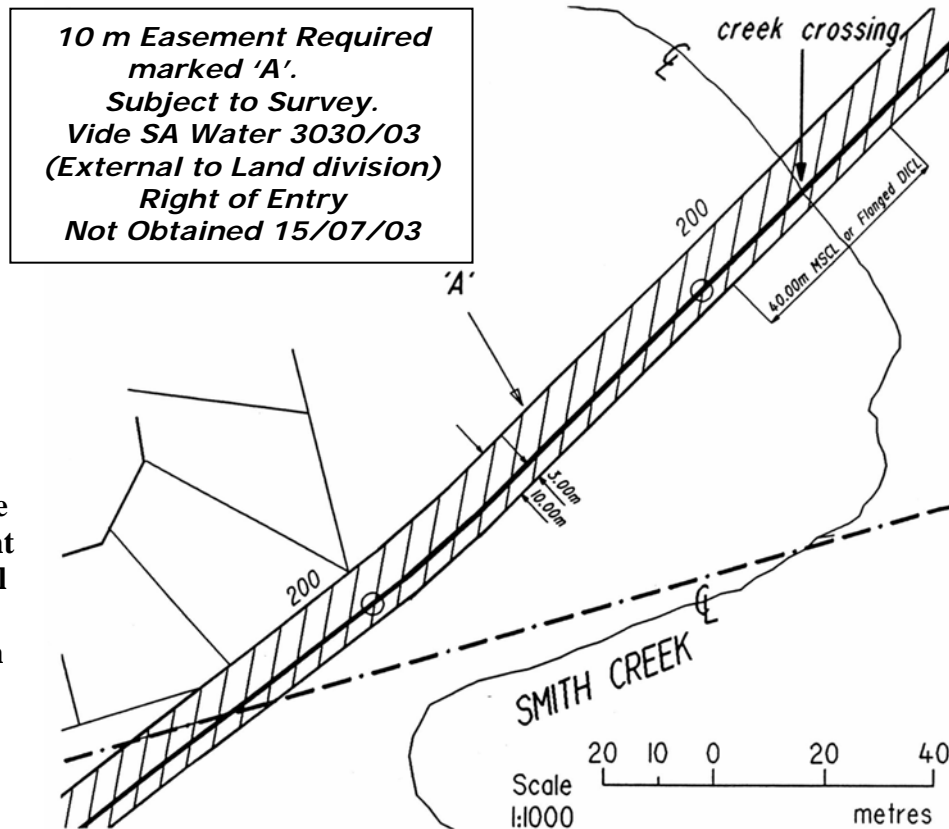 10 m Easement Required
marked ‘A’.
Subject to Survey.
Vide SA Water 3030/03
(External to Land division)
Right of Entry
Not Obtained 15/07/03
creek crossing
℄
200
40.00m MSCL or Flanged DICL
'A'
3.00m
10.00m
200
℄
SMITH CREEK
20 10 0 20 40
Scale
1:1000
metres